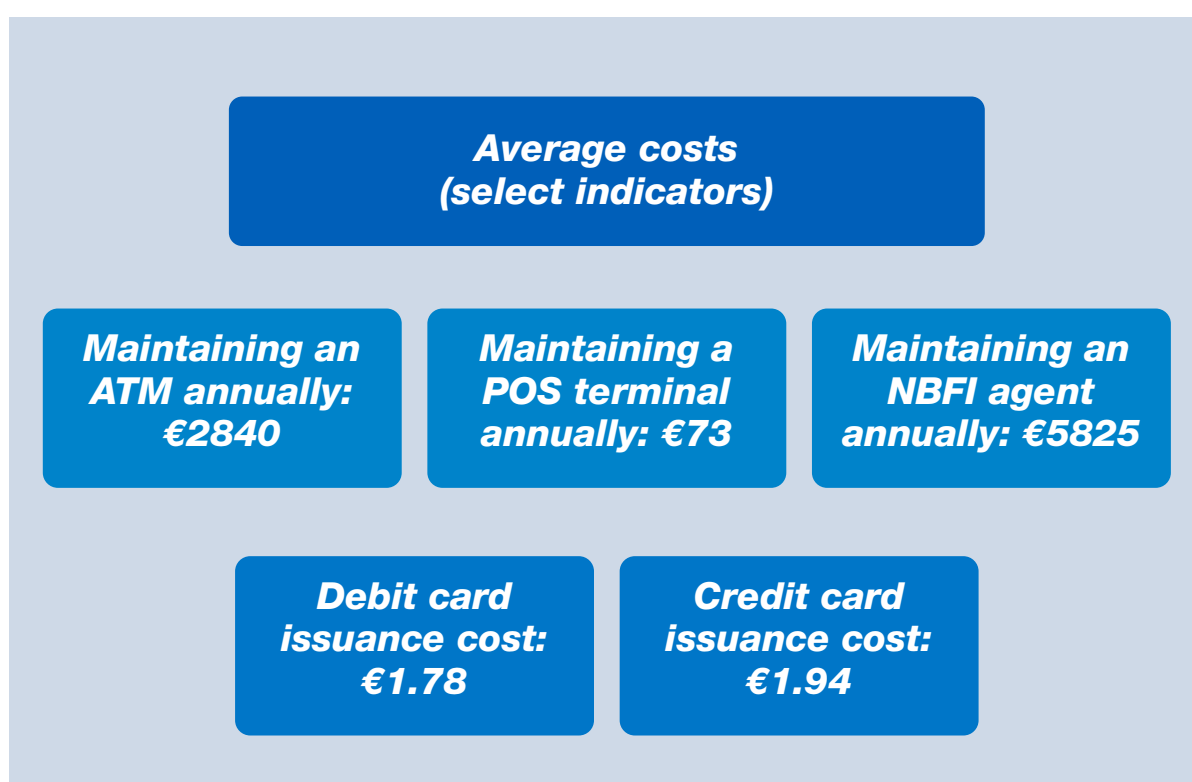 Average costs
(select indicators)
Maintaining an
ATM annually:
€2840
Maintaining a
POS terminal
annually: €73
Maintaining an
NBFI agent
annually: €5825
Debit card
issuance cost:
€1.78
Credit card
issuance cost:
€1.94